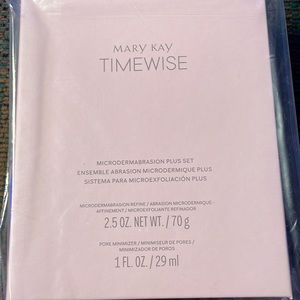 MARY KAY
TIMEWISE
MICRODERMABRASION PLUS SET
ENSEMBLE ABRASION MICRODERMIQUE PLUS
SISTEMA PARA MICROEXFOLIACIÓN PLUS
MICRODERMABRASION REFINE / ABRASION MICRODERMIQUE -
AFFINEMENT / MICROEXFOLIANTE REFINADOR
2.5 OZ. NET WT. / 70 g
PORE MINIMIZER / MINIMISEUR DE PORES /
MINIMIZADOR DE POROS
1 FL. OZ. / 29 ml